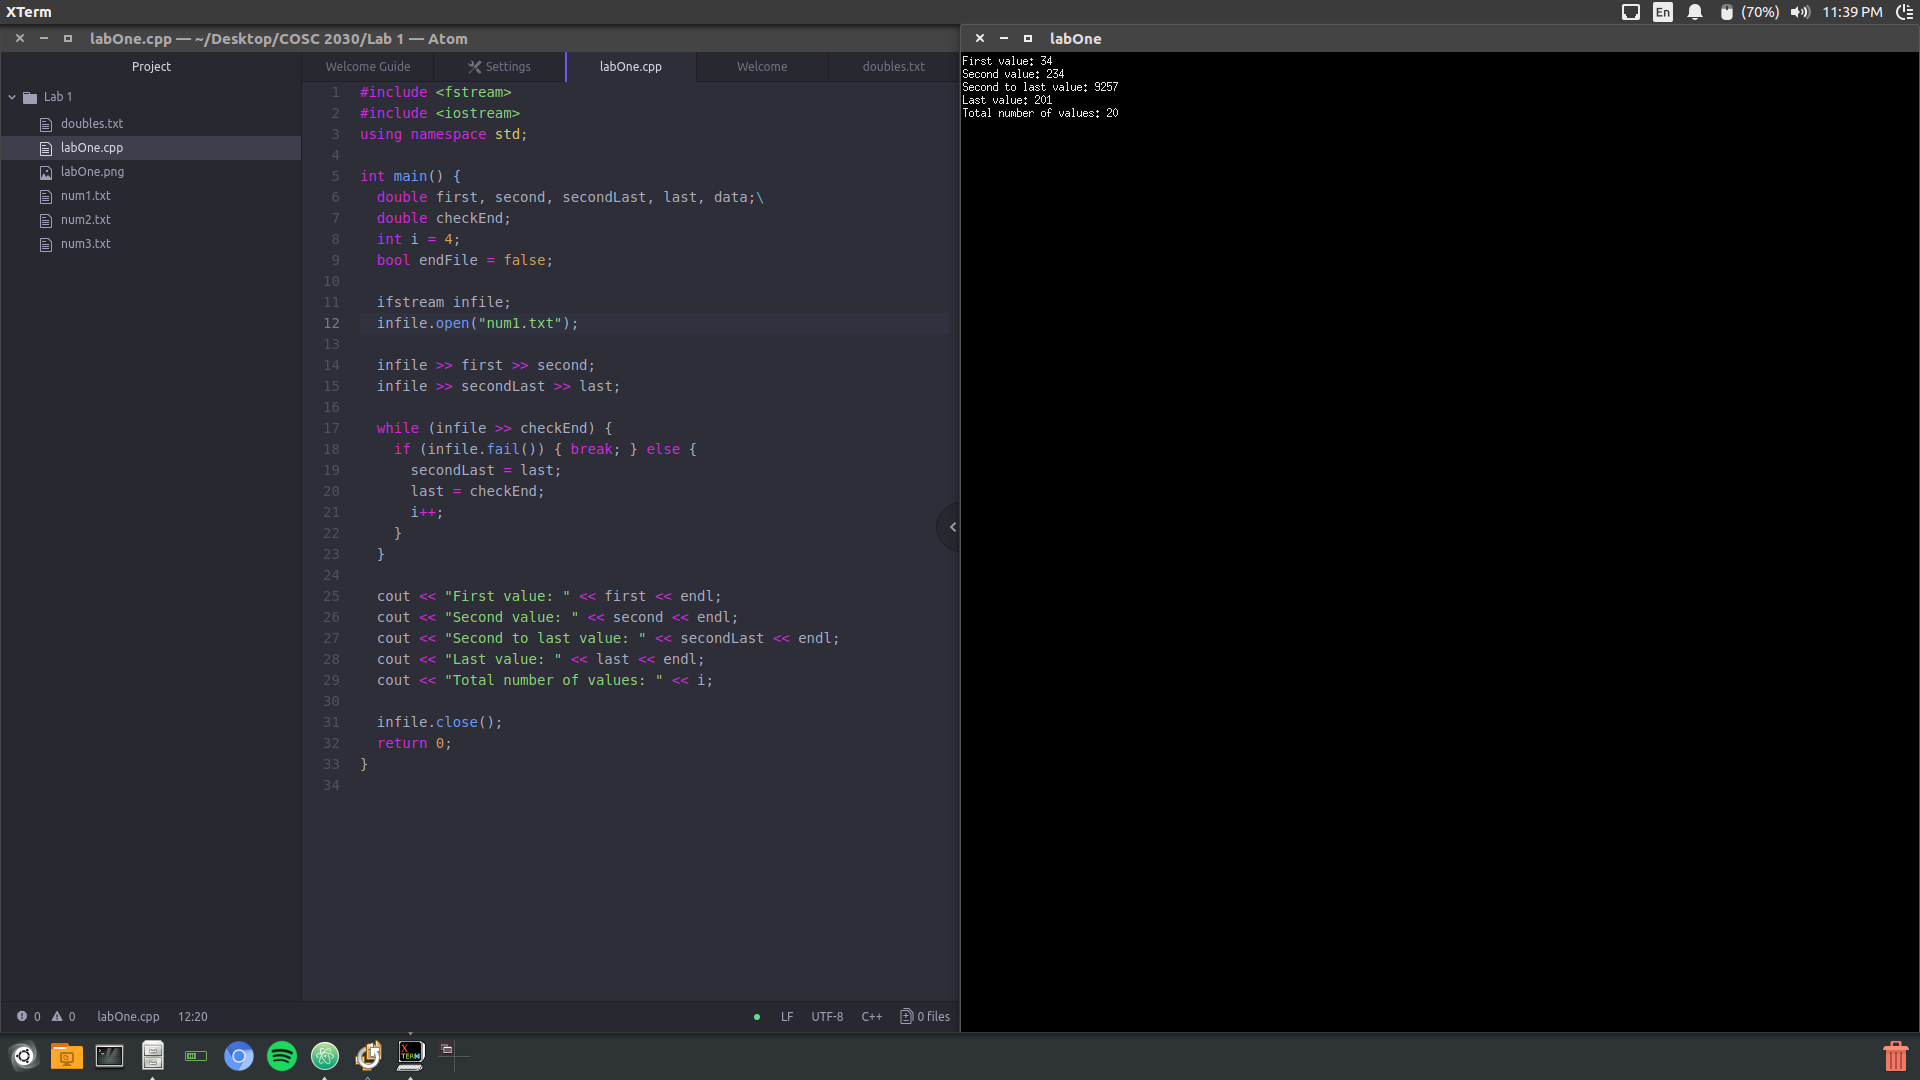 XTerm
En
(70%)
11:39 PM
labOne.cpp — ~/Desktop/COSC 2030/Lab 1 — Atom
Project
Lab 1
doubles.txt
labOne.cpp
labOne.png
num1.txt
num2.txt
num3.txt
Welcome Guide
Settings
labOne.cpp
Welcome
doubles.txt
1 #include <fstream>
2 #include <iostream>
3 using namespace std;
4
5 int main() {
6 double first, second, secondLast, last, data;\
7 double checkEnd;
8 int i = 4;
9 bool endFile = false;
10
11 ifstream infile;
12 infile.open("num1.txt");
13
14 infile >> first >> second;
15 infile >> secondLast >> last;
16
17 while (infile >> checkEnd) {
18 if (infile.fail()) { break; } else {
19 secondLast = last;
20 last = checkEnd;
21 i++;
22 }
23 }
24
25 cout << "First value: " << first << endl;
26 cout << "Second value: " << second << endl;
27 cout << "Second to last value: " << secondLast << endl;
28 cout << "Last value: " << last << endl;
29 cout << "Total number of values: " << i;
30
31 infile.close();
32 return 0;
33 }
34
0 0 labOne.cpp 12:20
LF UTF-8 C++ 0 files
labOne
First value: 34
Second value: 234
Second to last value: 9257
Last value: 201
Total number of values: 20
X
TERM